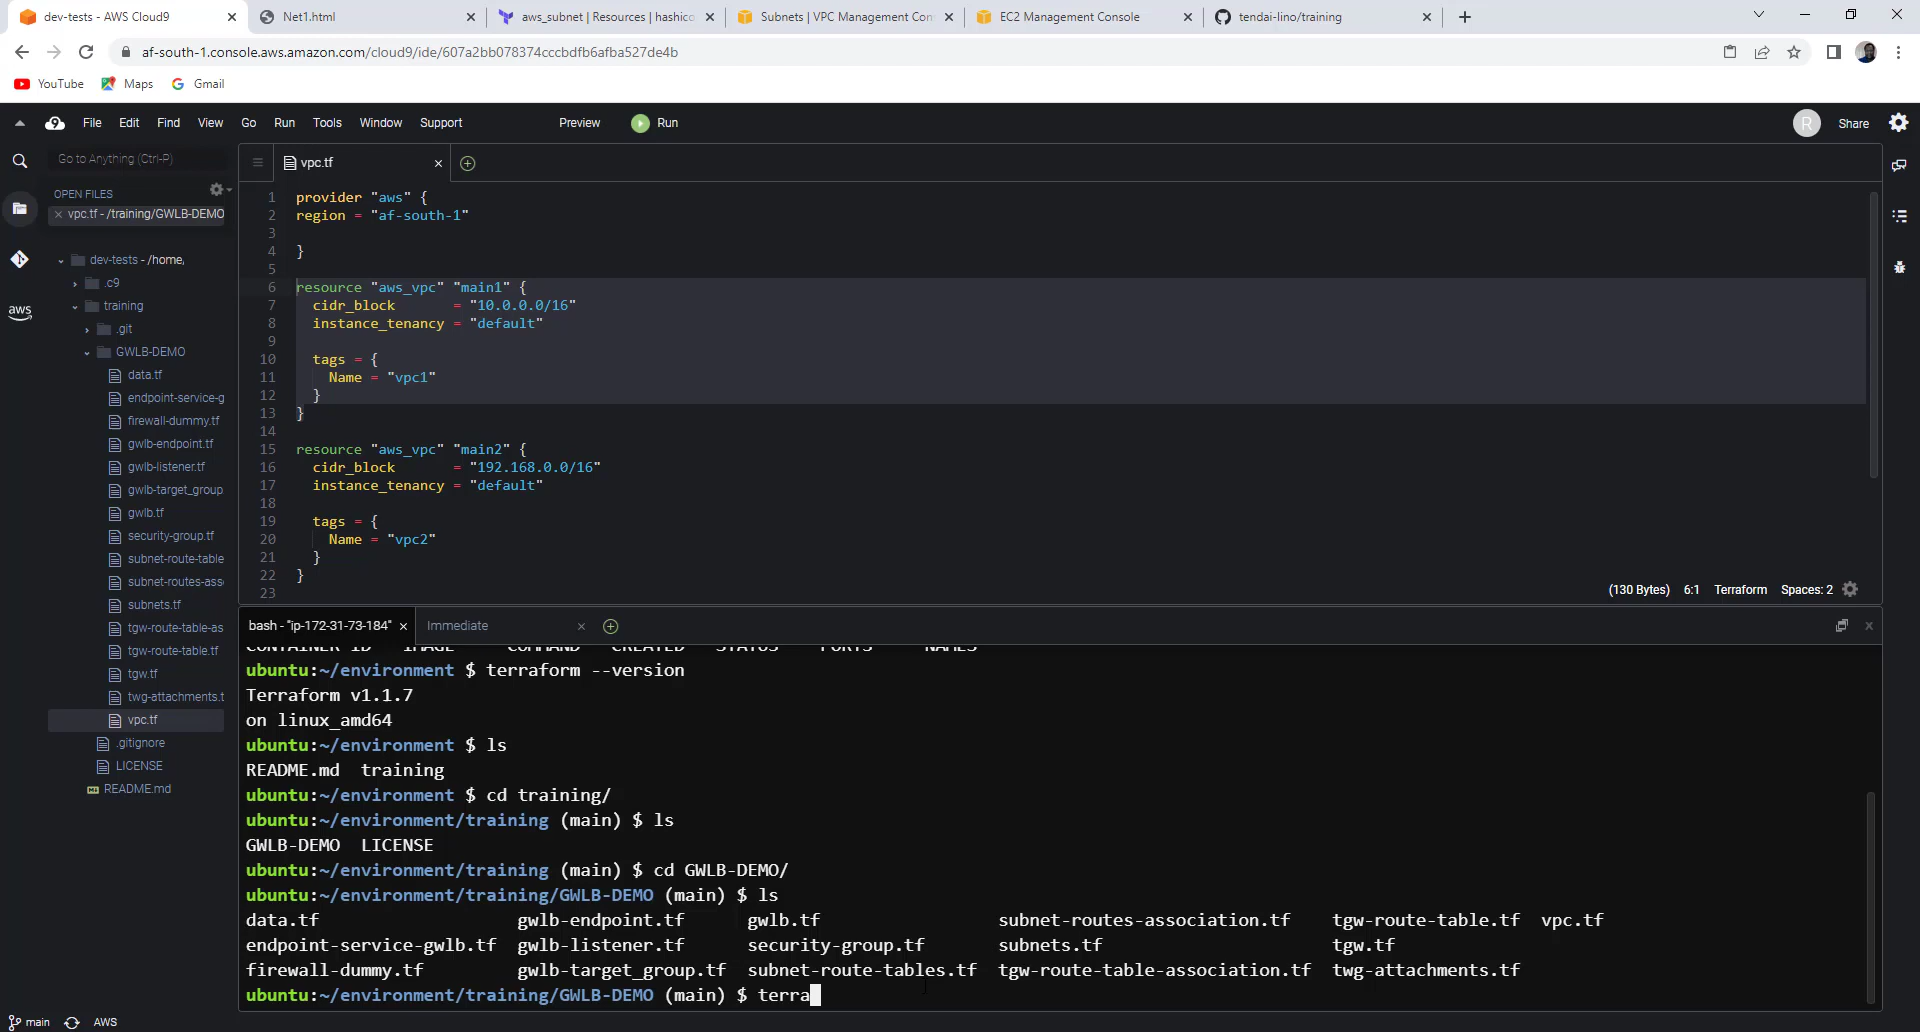 dev-tests - AWS Cloud9
Net1.html
aws_subnet | Resources | hashico
Subnets | VPC Management Con
EC2 Management Console
tendai-lino/training
af-south-1.console.aws.amazon.com/cloud9/ide/607a2bb078374cccbdfb6afba527de4b
YouTube
Maps
Gmail
File
Edit
Find
View
Go
Run
Tools
Window
Support
Preview
Run
R
Share
Go to Anything (Ctrl-P)
OPEN FILES
vpc.tf - /training/GWLB-DEMO
dev-tests - /home/
.c9
training
.git
GWLB-DEMO
data.tf
endpoint-service-g
firewall-dummy.tf
gwlb-endpoint.tf
gwlb-listener.tf
gwlb-target_group
gwlb.tf
security-group.tf
subnet-route-table
subnet-routes-ass
subnets.tf
tgw-route-table-as
tgw-route-table.tf
tgw.tf
twg-attachments.t
vpc.tf
.gitignore
LICENSE
README.md
aws
vpc.tf
1 provider "aws" {
2 region = "af-south-1"
3
4 }
5
6 resource "aws_vpc" "main1" {
7 cidr_block = "10.0.0.0/16"
8 instance_tenancy = "default"
9
10 tags = {
11 Name = "vpc1"
12 }
13 }
14
15 resource "aws_vpc" "main2" {
16 cidr_block = "192.168.0.0/16"
17 instance_tenancy = "default"
18
19 tags = {
20 Name = "vpc2"
21 }
22 }
23
(130 Bytes) 6:1 Terraform Spaces: 2
bash - "ip-172-31-73-184"
Immediate
CONTAINER ID IMAGE COMMAND CREATED STATUS PORTS NAMES
ubuntu:~/environment $ terraform --version
Terraform v1.1.7
on linux_amd64
ubuntu:~/environment $ ls
README.md training
ubuntu:~/environment $ cd training/
ubuntu:~/environment/training (main) $ ls
GWLB-DEMO LICENSE
ubuntu:~/environment/training (main) $ cd GWLB-DEMO/
ubuntu:~/environment/training/GWLB-DEMO (main) $ ls
data.tf gwlb-endpoint.tf gwlb.tf subnet-routes-association.tf tgw-route-table.tf vpc.tf
endpoint-service-gwlb.tf gwlb-listener.tf security-group.tf subnets.tf tgw.tf
firewall-dummy.tf gwlb-target_group.tf subnet-route-tables.tf tgw-route-table-association.tf twg-attachments.tf
ubuntu:~/environment/training/GWLB-DEMO (main) $ terra
main
AWS